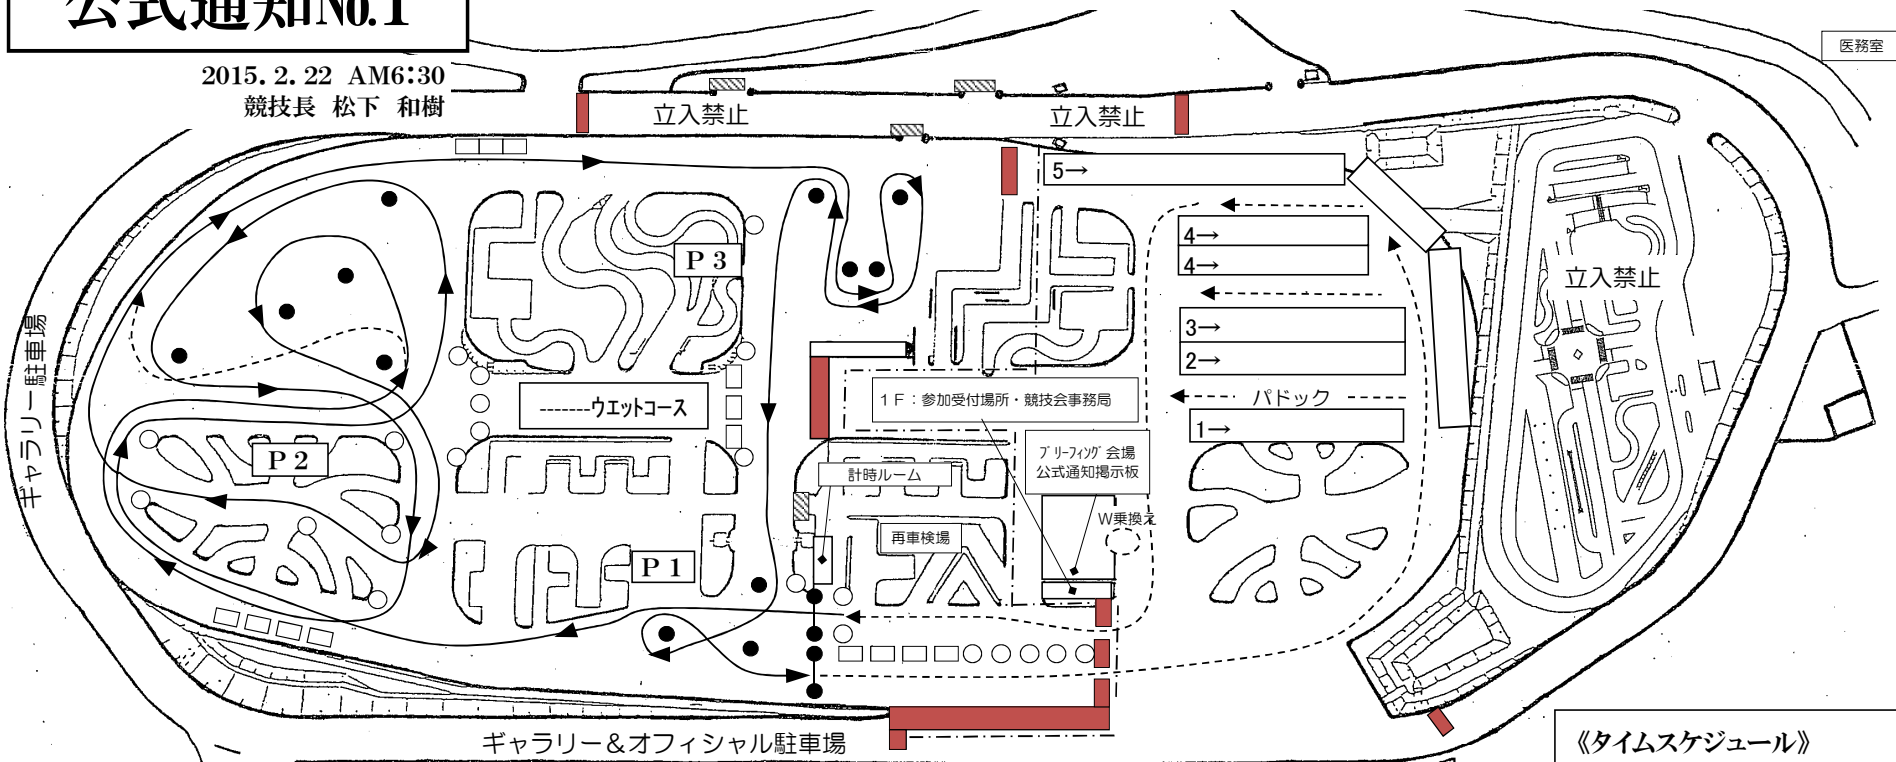 公式通知No.1
2015.2.22 AM6:30
競技長 松下 和樹
医務室
立入禁止
立入禁止
5→
4→
4→
立入禁止
P 3
3→
2→
ギャラリー駐車場
-------ウエットコース
1F:参加受付場所・競技会事務局
パドック
1→
P 2
ブリーフィング会場
公式通知掲示板
計時ルーム
W乗換え
再車検場
P 1
ギャラリー&オフィシャル駐車場
《タイムスケジュール》